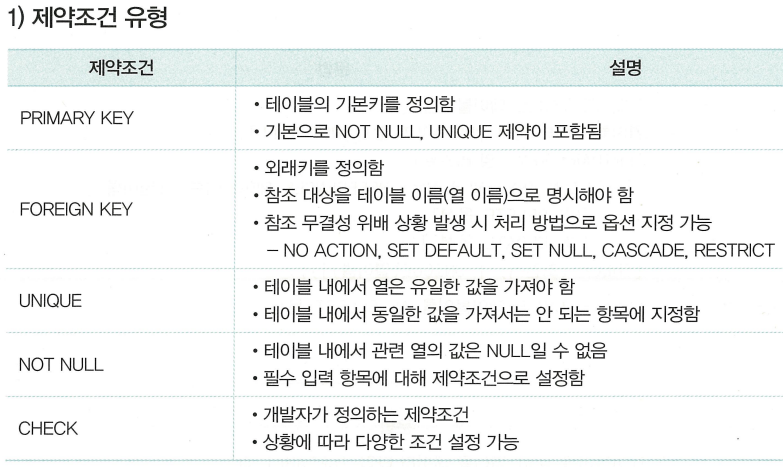 1) 제약조건 유형
제약조건
설명
PRIMARY KEY
• 테이블의 기본키를 정의함
• 기본으로 NOT NULL, UNIQUE 제약이 포함됨
FOREIGN KEY
• 외래키를 정의함
• 참조 대상을 테이블 이름(열 이름)으로 명시해야 함
• 참조 무결성 위배 상황 발생 시 처리 방법으로 옵션 지정 가능
– NO ACTION, SET DEFAULT, SET NULL, CASCADE, RESTRICT
UNIQUE
• 테이블 내에서 열은 유일한 값을 가져야 함
• 테이블 내에서 동일한 값을 가져서는 안 되는 항목에 지정함
NOT NULL
• 테이블 내에서 관련 열의 값은 NULL일 수 없음
• 필수 입력 항목에 대해 제약조건으로 설정함
CHECK
• 개발자가 정의하는 제약조건
• 상황에 따라 다양한 조건 설정 가능